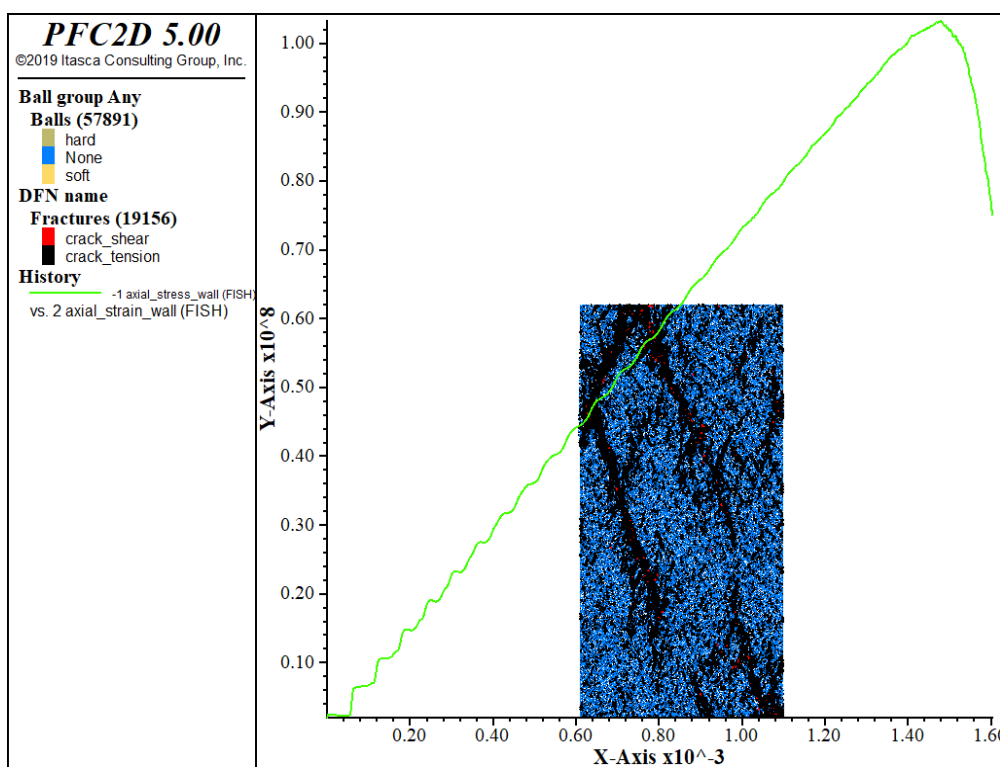 PFC2D 5.00
©2019 Itasca Consulting Group, Inc.
Ball group Any
Balls (57891)
hard
None
soft
DFN name
Fractures (19156)
crack_shear
crack_tension
History
-1 axial_stress_wall (FISH)
vs. 2 axial_strain_wall (FISH)
Y-Axis x10^8
1.00
0.90
0.80
0.70
0.60
0.50
0.40
0.30
0.20
0.10
0.20 0.40 0.60 0.80 1.00 1.20 1.40 1.60
X-Axis x10^-3